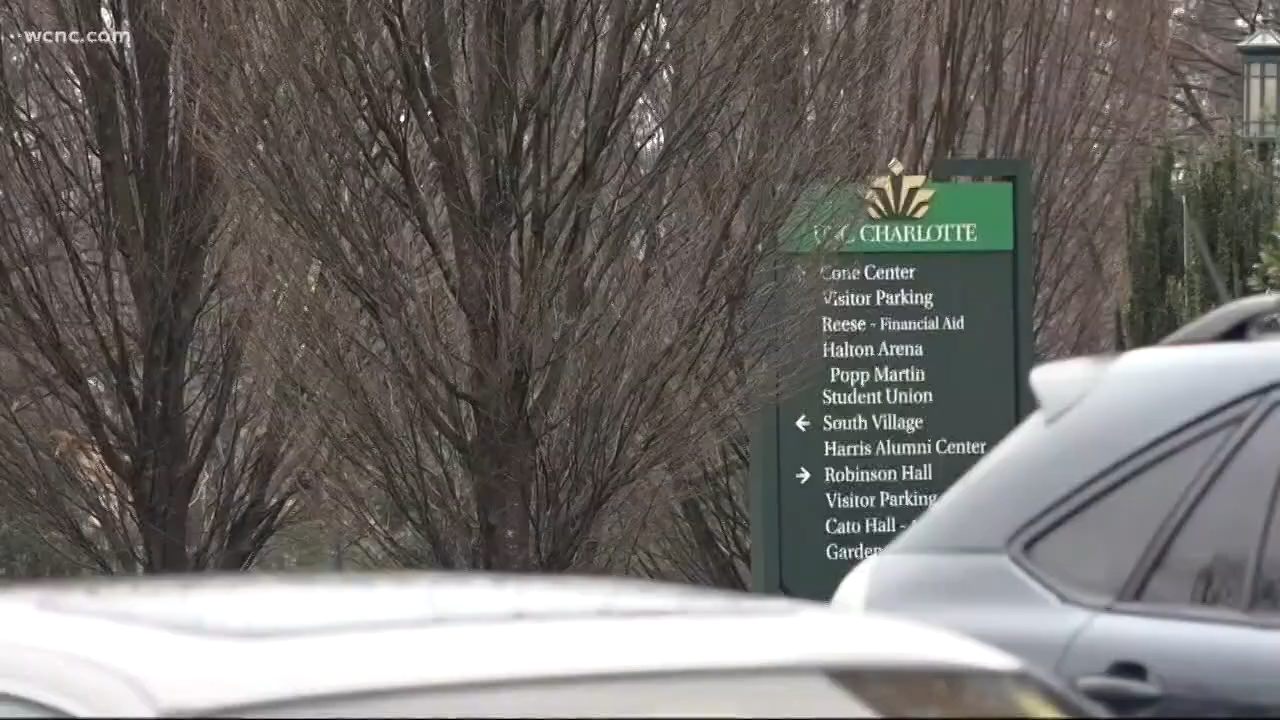 wcnc.com
CHARLOTTE
Cone Center
Visitor Parking
Reese - Financial Aid
Halton Arena
Popp Martin
Student Union
← South Village
Harris Alumni Center
→ Robinson Hall
Visitor Parking
Cato Hall -